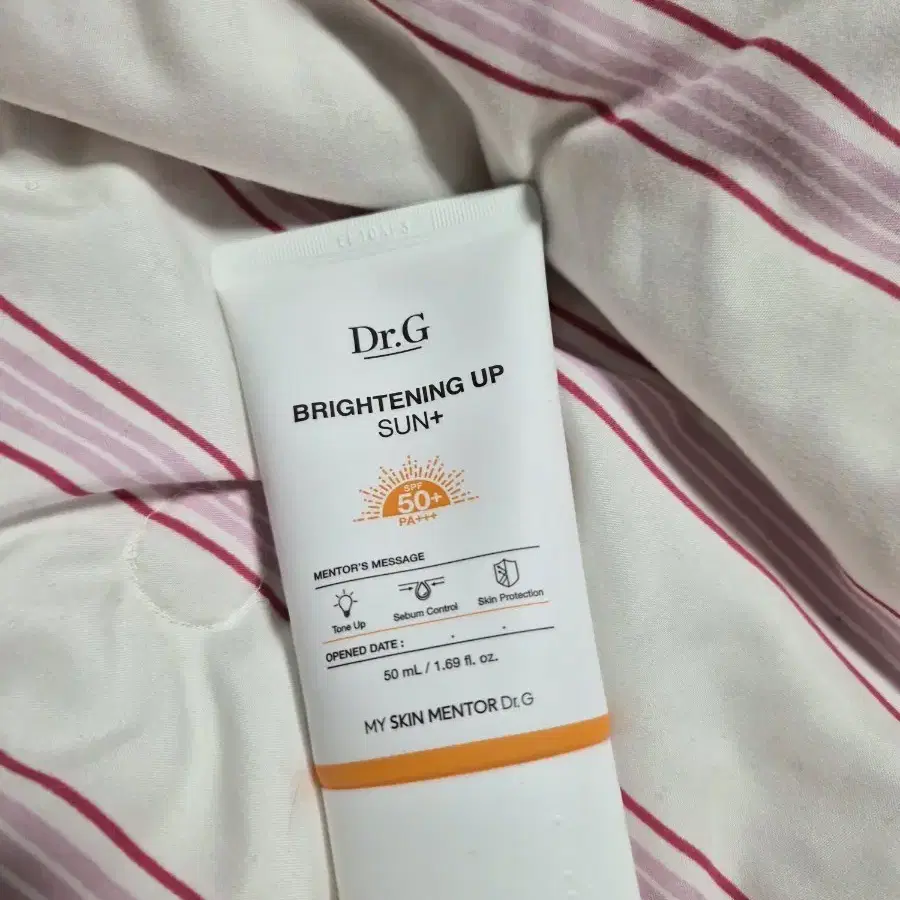 Dr.G
BRIGHTENING UP
SUN+
SPF
50+
PA+++
MENTOR'S MESSAGE
Tone Up
Sebum Control
Skin Protection
OPENED DATE : . .
50 mL / 1.69 fl. oz.
MY SKIN MENTOR Dr.G